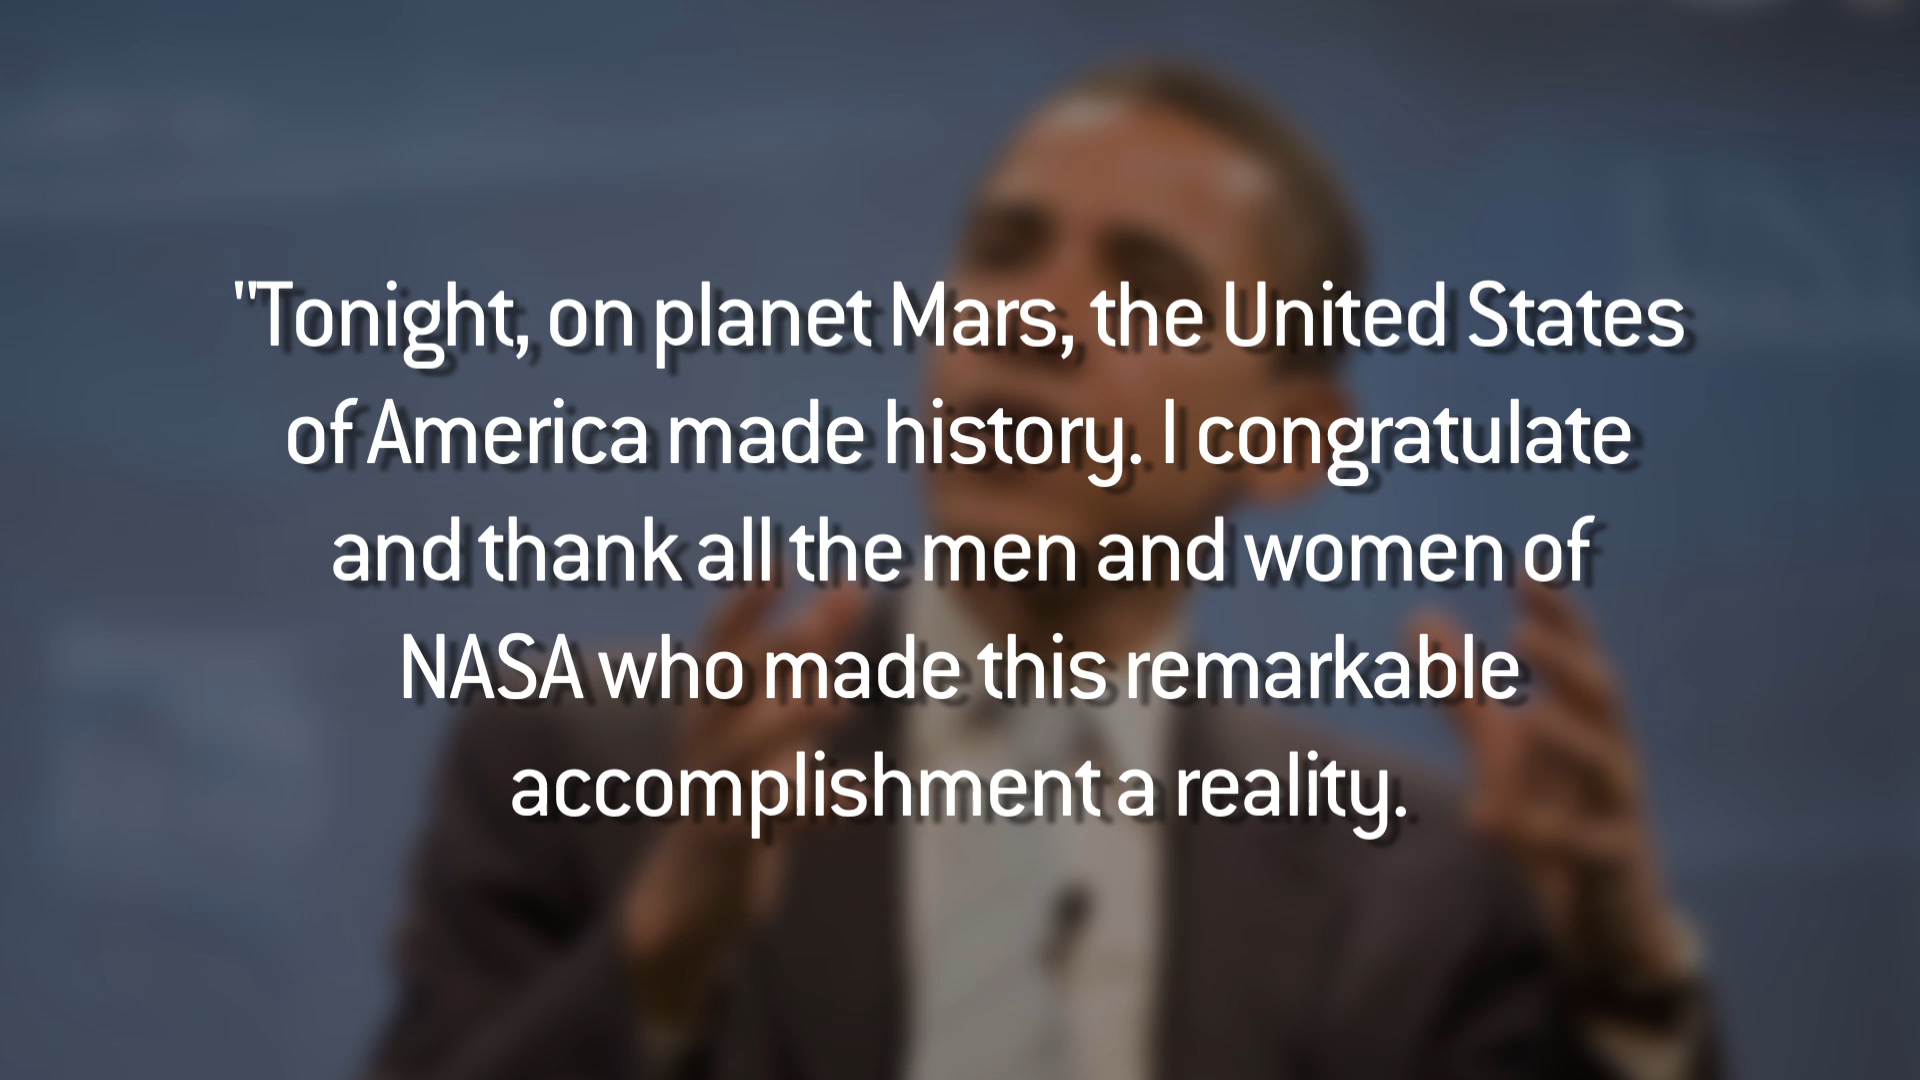 "Tonight, on planet Mars, the United States
of America made history. I congratulate
and thank all the men and women of
NASA who made this remarkable
accomplishment a reality.